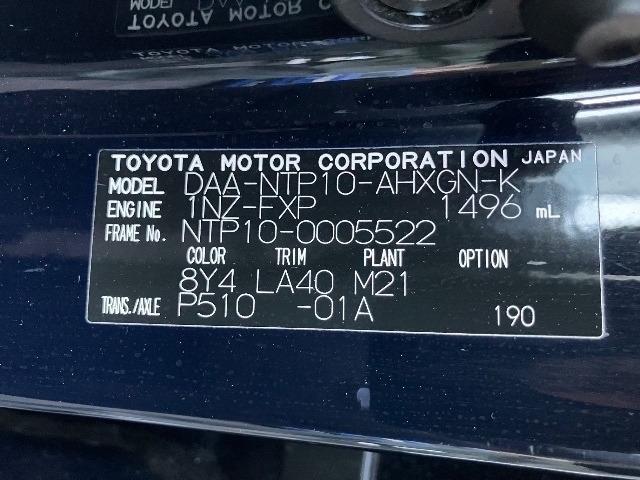 TOYOTA MOTOR CORPORATION JAPAN
MODEL DAA-NTP10-AHXGN-K
ENGINE 1NZ-FXP 1496 mL
FRAME No. NTP10-0005522
COLOR TRIM PLANT OPTION
8Y4 LA40 M21
TRANS./AXLE P510 -01A 190